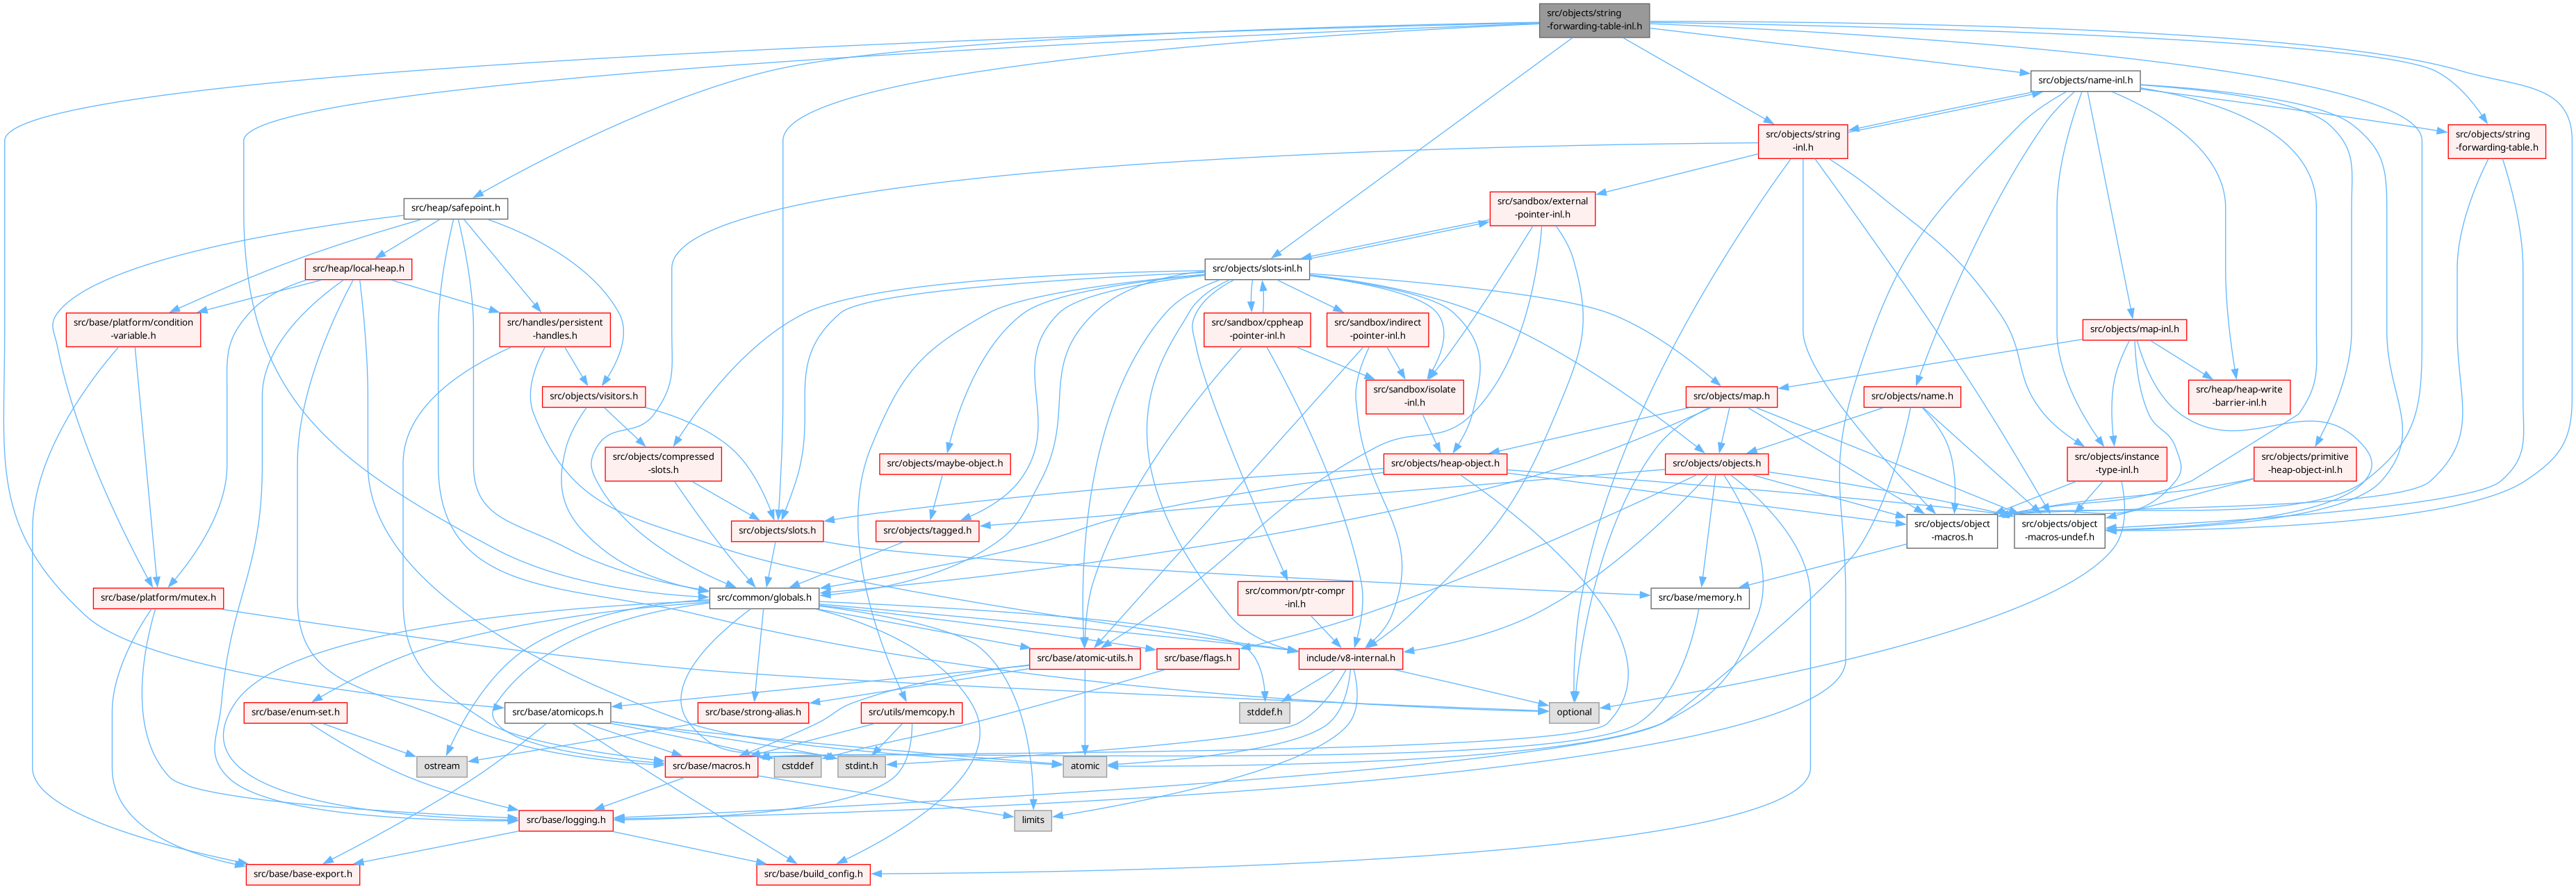 src/objects/string
-forwarding-table-inl.h
src/objects/name-inl.h
src/objects/string
-inl.h
src/objects/string
-forwarding-table.h
src/heap/safepoint.h
src/sandbox/external
-pointer-inl.h
src/heap/local-heap.h
src/objects/slots-inl.h
src/base/platform/condition
-variable.h
src/handles/persistent
-handles.h
src/sandbox/cppheap
-pointer-inl.h
src/sandbox/indirect
-pointer-inl.h
src/objects/map-inl.h
src/objects/visitors.h
src/sandbox/isolate
-inl.h
src/objects/map.h
src/objects/name.h
src/heap/heap-write
-barrier-inl.h
src/objects/compressed
-slots.h
src/objects/maybe-object.h
src/objects/heap-object.h
src/objects/objects.h
src/objects/instance
-type-inl.h
src/objects/primitive
-heap-object-inl.h
src/objects/slots.h
src/objects/tagged.h
src/objects/object
-macros.h
src/objects/object
-macros-undef.h
src/base/platform/mutex.h
src/common/globals.h
src/common/ptr-compr
-inl.h
src/base/memory.h
src/base/atomic-utils.h
src/base/flags.h
include/v8-internal.h
src/base/enum-set.h
src/base/atomicops.h
src/base/strong-alias.h
src/utils/memcopy.h
stddef.h
optional
ostream
src/base/macros.h
cstddef
stdint.h
atomic
src/base/logging.h
limits
src/base/base-export.h
src/base/build_config.h